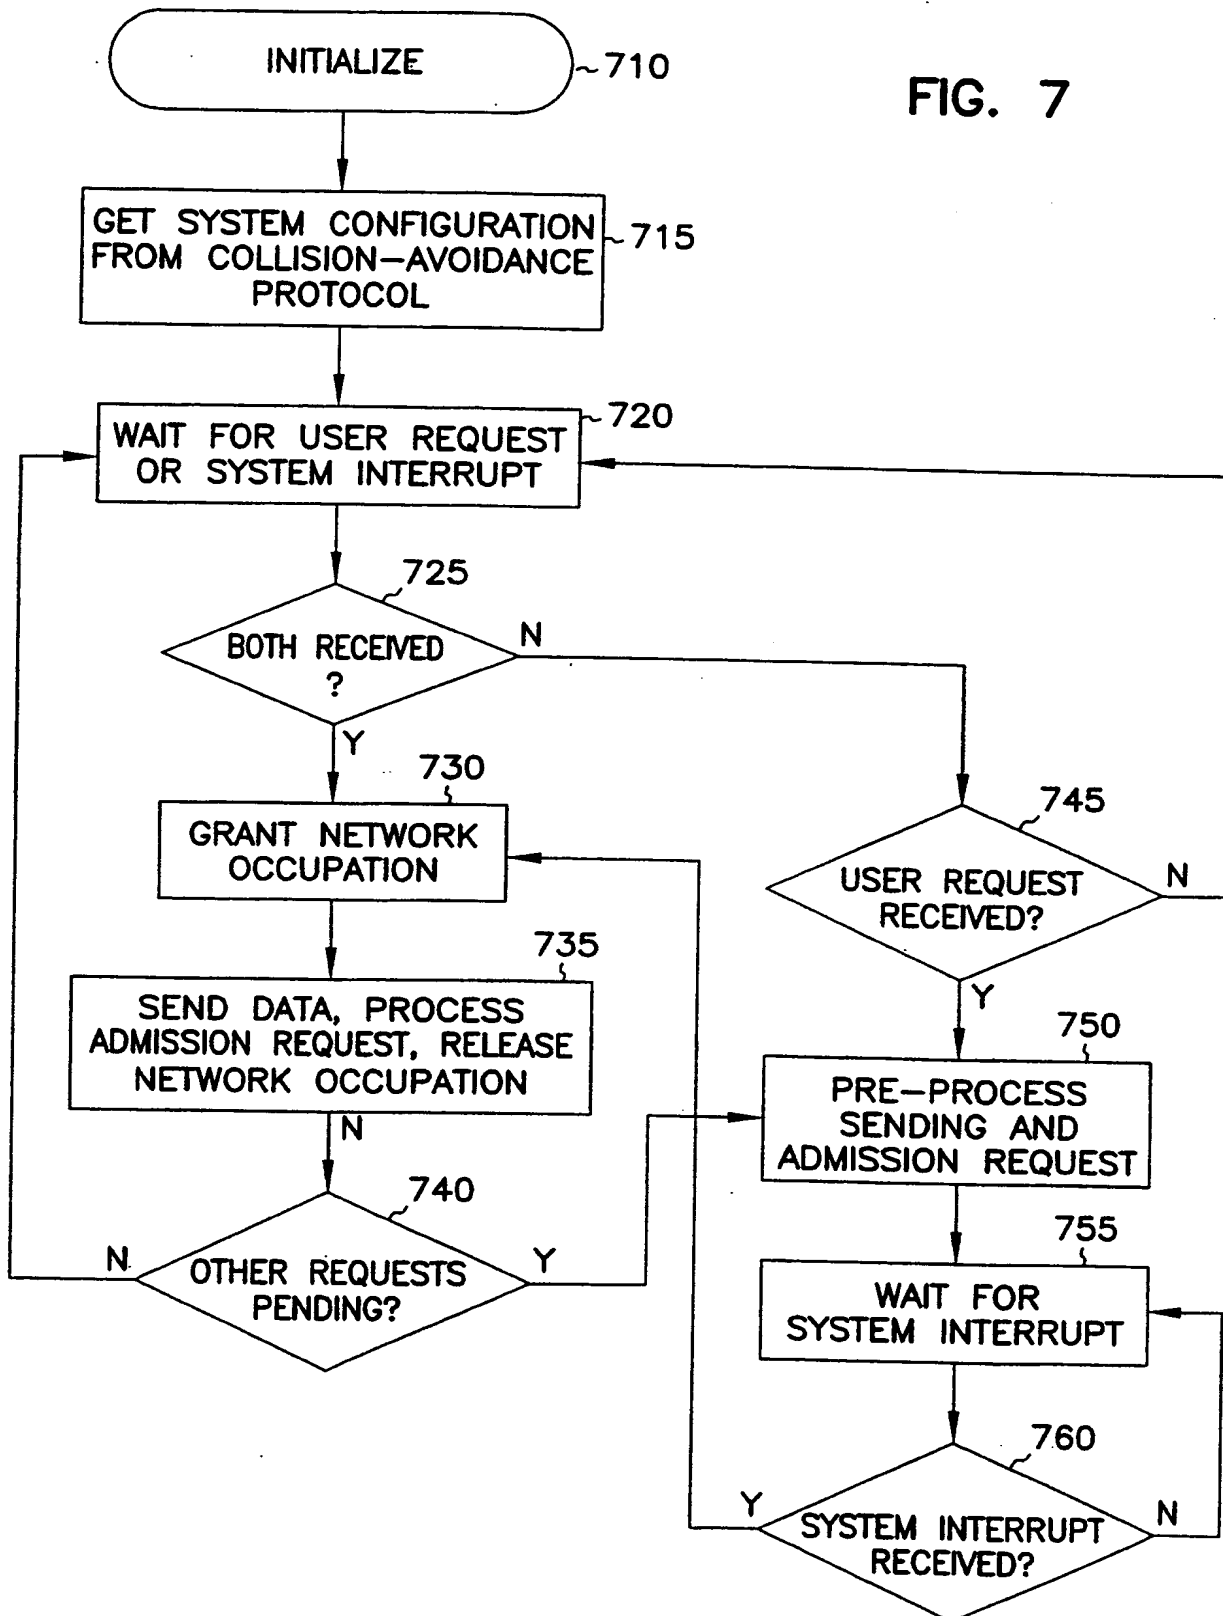 INITIALIZE
710
FIG. 7
GET SYSTEM CONFIGURATION
FROM COLLISION-AVOIDANCE
PROTOCOL
715
WAIT FOR USER REQUEST
OR SYSTEM INTERRUPT
720
725
BOTH RECEIVED
?
N
Y
730
GRANT NETWORK
OCCUPATION
745
USER REQUEST
RECEIVED?
N
Y
735
SEND DATA, PROCESS
ADMISSION REQUEST, RELEASE
NETWORK OCCUPATION
N
750
PRE-PROCESS
SENDING AND
ADMISSION REQUEST
740
OTHER REQUESTS
PENDING?
N
Y
755
WAIT FOR
SYSTEM INTERRUPT
760
SYSTEM INTERRUPT
RECEIVED?
Y
N